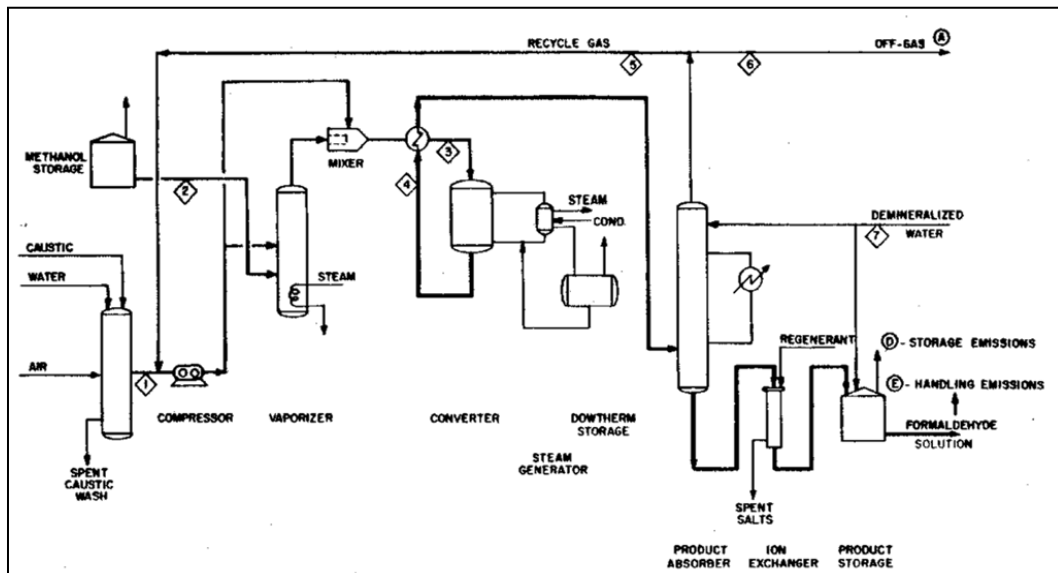 RECYCLE GAS
OFF-GAS A
5
6
METHANOL
STORAGE
MIXER
3
4
2
STEAM
COND.
DEMINERALIZED
WATER
7
CAUSTIC
WATER
STEAM
AIR
1
REGENERANT
D - STORAGE EMISSIONS
E - HANDLING EMISSIONS
COMPRESSOR
VAPORIZER
CONVERTER
DOWTHERM
STORAGE
FORMALDEHYDE
SOLUTION
STEAM
GENERATOR
SPENT
CAUSTIC
WASH
SPENT
SALTS
PRODUCT
ABSORBER
ION
EXCHANGER
PRODUCT
STORAGE